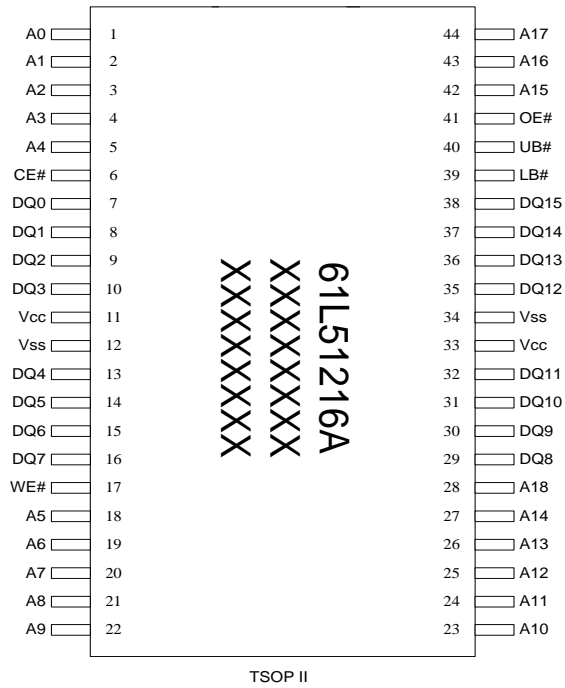 A0 1 44 A17
A1 2 43 A16
A2 3 42 A15
A3 4 41 OE#
A4 5 40 UB#
CE# 6 39 LB#
DQ0 7 38 DQ15
DQ1 8 37 DQ14
DQ2 9 36 DQ13
DQ3 10 35 DQ12
Vcc 11 34 Vss
Vss 12 33 Vcc
DQ4 13 32 DQ11
DQ5 14 31 DQ10
DQ6 15 30 DQ9
DQ7 16 29 DQ8
WE# 17 28 A18
A5 18 27 A14
A6 19 26 A13
A7 20 25 A12
A8 21 24 A11
A9 22 23 A10
61L51216A
XXXXXXXX
XXXXXXXX
TSOP II